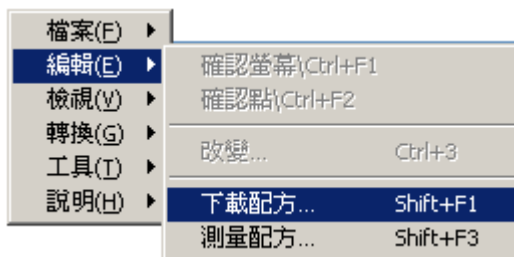 檔案(F)
編輯(E)
檢視(V)
轉換(G)
工具(T)
說明(H)
確認螢幕\Ctrl+F1
確認點\Ctrl+F2
改變... Ctrl+3
下載配方... Shift+F1
測量配方... Shift+F3